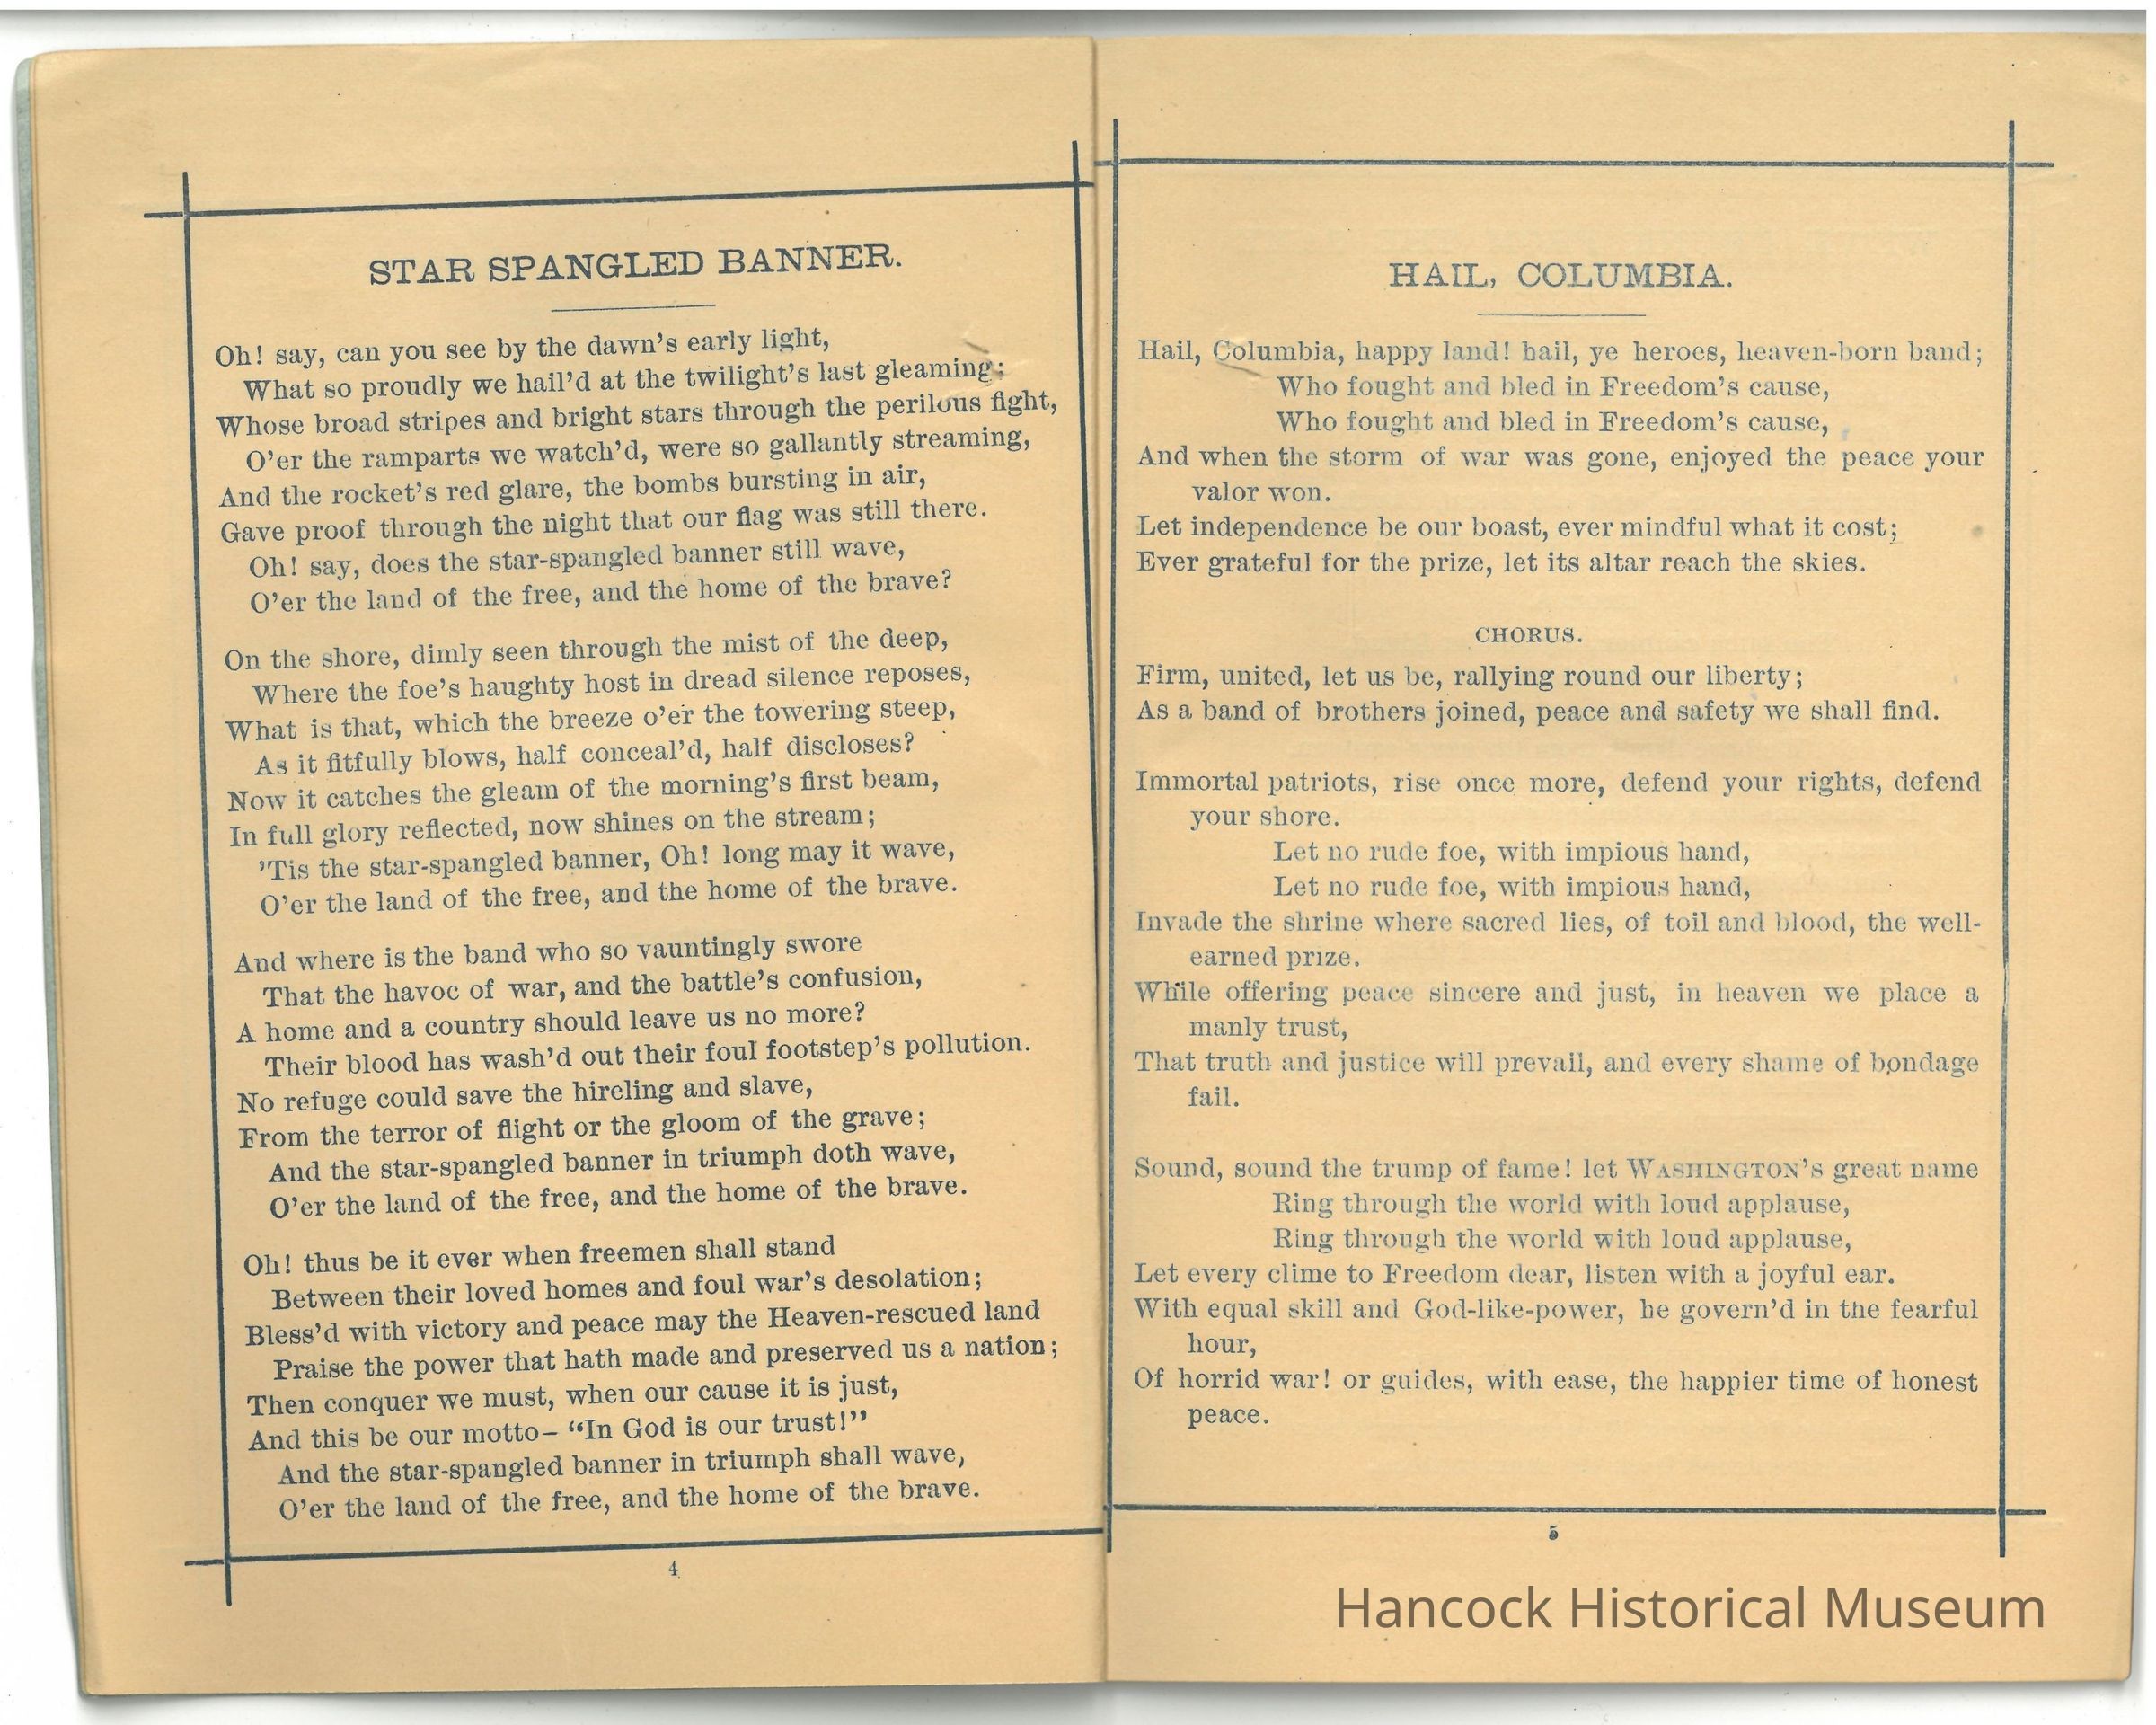 STAR SPANGLED BANNER.
Oh! say, can you see by the dawn's early light,
What so proudly we hail'd at the twilight's last gleaming;
Whose broad stripes and bright stars through the perilous fight,
O'er the ramparts we watch'd, were so gallantly streaming,
And the rocket's red glare, the bombs bursting in air,
Gave proof through the night that our flag was still there.
Oh! say, does the star-spangled banner still wave,
O'er the land of the free, and the home of the brave?
On the shore, dimly seen through the mist of the deep,
Where the foe's haughty host in dread silence reposes,
What is that, which the breeze o'er the towering steep,
As it fitfully blows, half conceal'd, half discloses?
Now it catches the gleam of the morning's first beam,
In full glory reflected, now shines on the stream;
'Tis the star-spangled banner, Oh! long may it wave,
O'er the land of the free, and the home of the brave.
And where is the band who so vauntingly swore
That the havoc of war, and the battle's confusion,
A home and a country should leave us no more?
Their blood has wash'd out their foul footstep's pollution.
No refuge could save the hireling and slave,
From the terror of flight or the gloom of the grave;
And the star-spangled banner in triumph doth wave,
O'er the land of the free, and the home of the brave.
Oh! thus be it ever when freemen shall stand
Between their loved homes and foul war's desolation;
Bless'd with victory and peace may the Heaven-rescued land
Praise the power that hath made and preserved us a nation;
Then conquer we must, when our cause it is just,
And this be our motto– “In God is our trust!”
And the star-spangled banner in triumph shall wave,
O'er the land of the free, and the home of the brave.
4
HAIL, COLUMBIA.
Hail, Columbia, happy land! hail, ye heroes, heaven-born band;
Who fought and bled in Freedom's cause,
Who fought and bled in Freedom's cause,
And when the storm of war was gone, enjoyed the peace your
valor won.
Let independence be our boast, ever mindful what it cost;
Ever grateful for the prize, let its altar reach the skies.
CHORUS.
Firm, united, let us be, rallying round our liberty;
As a band of brothers joined, peace and safety we shall find.
Immortal patriots, rise once more, defend your rights, defend
your shore.
Let no rude foe, with impious hand,
Let no rude foe, with impious hand,
Invade the shrine where sacred lies, of toil and blood, the well-
earned prize.
While offering peace sincere and just, in heaven we place a
manly trust,
That truth and justice will prevail, and every shame of bondage
fail.
Sound, sound the trump of fame! let WASHINGTON's great name
Ring through the world with loud applause,
Ring through the world with loud applause,
Let every clime to Freedom dear, listen with a joyful ear.
With equal skill and God-like-power, he govern'd in the fearful
hour,
Of horrid war! or guides, with ease, the happier time of honest
peace.
5
Hancock Historical Museum